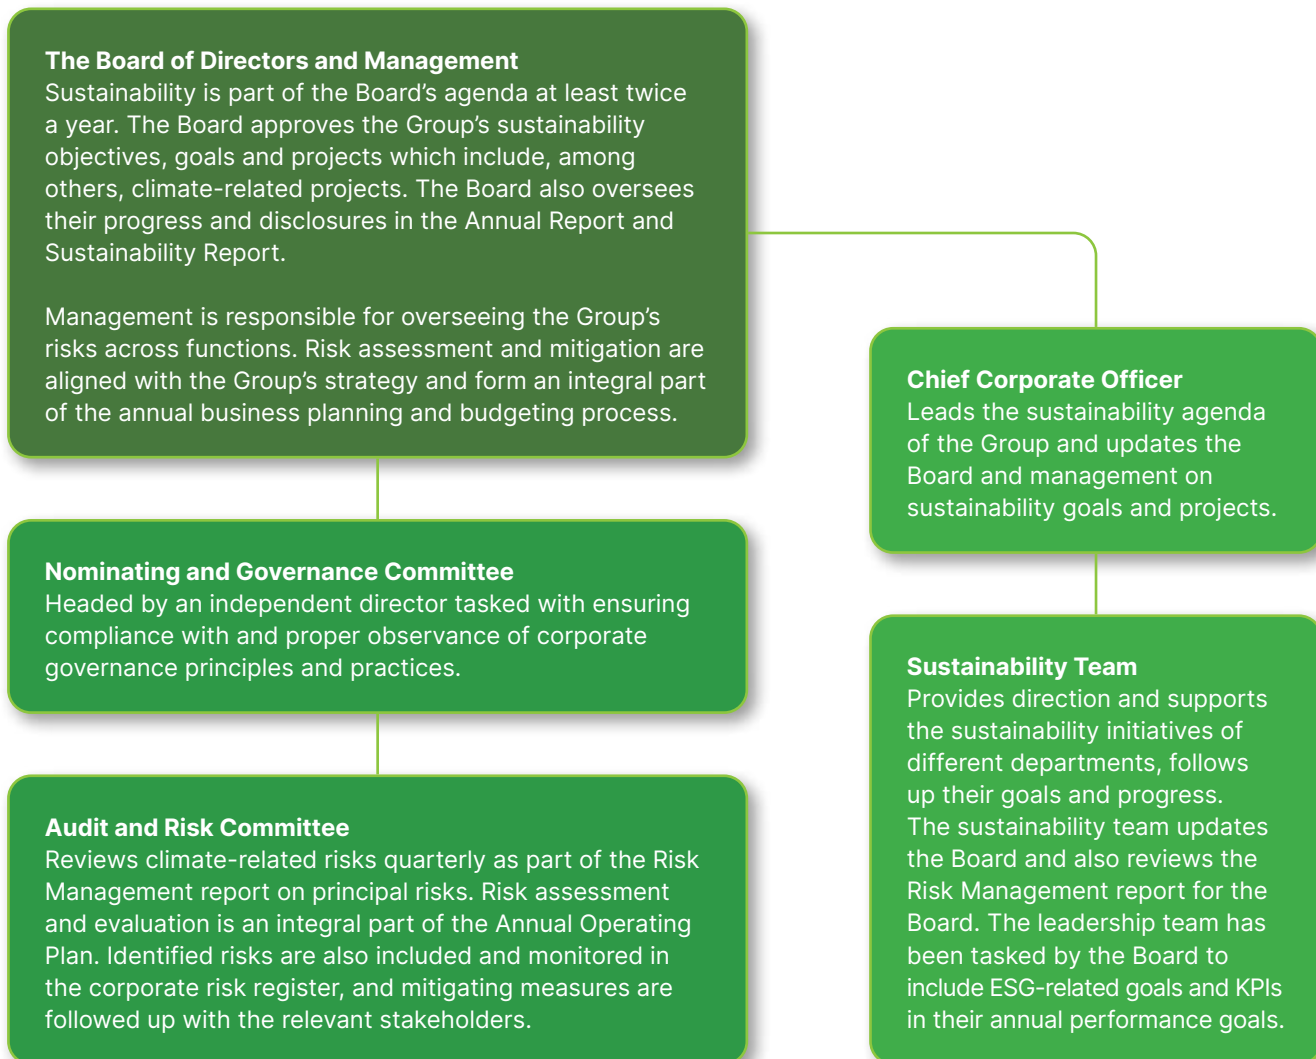 The Board of Directors and Management
Sustainability is part of the Board’s agenda at least twice
a year. The Board approves the Group’s sustainability
objectives, goals and projects which include, among
others, climate-related projects. The Board also oversees
their progress and disclosures in the Annual Report and
Sustainability Report.
Management is responsible for overseeing the Group’s
risks across functions. Risk assessment and mitigation are
aligned with the Group’s strategy and form an integral part
of the annual business planning and budgeting process.
Nominating and Governance Committee
Headed by an independent director tasked with ensuring
compliance with and proper observance of corporate
governance principles and practices.
Audit and Risk Committee
Reviews climate-related risks quarterly as part of the Risk
Management report on principal risks. Risk assessment
and evaluation is an integral part of the Annual Operating
Plan. Identified risks are also included and monitored in
the corporate risk register, and mitigating measures are
followed up with the relevant stakeholders.
Chief Corporate Officer
Leads the sustainability agenda
of the Group and updates the
Board and management on
sustainability goals and projects.
Sustainability Team
Provides direction and supports
the sustainability initiatives of
different departments, follows
up their goals and progress.
The sustainability team updates
the Board and also reviews the
Risk Management report for the
Board. The leadership team has
been tasked by the Board to
include ESG-related goals and KPIs
in their annual performance goals.